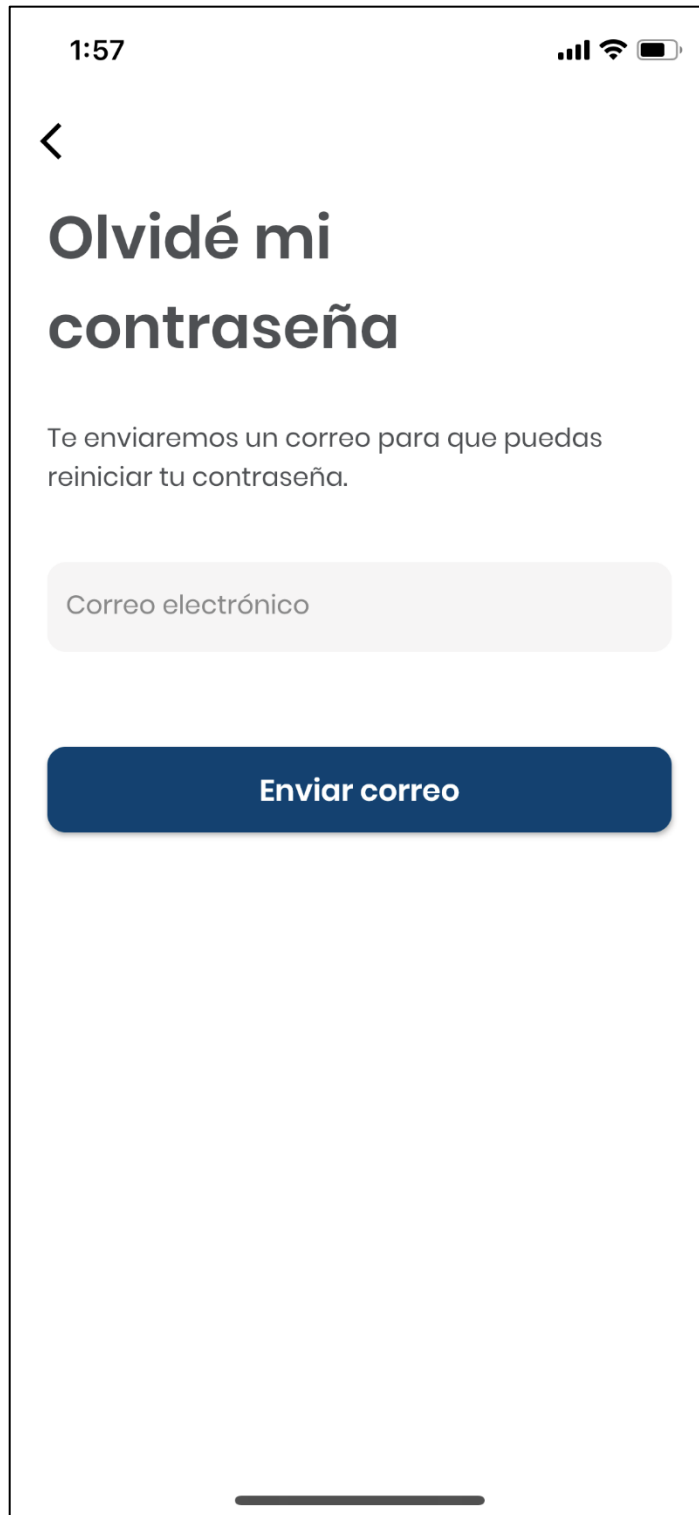 1:57
Olvidé mi
contraseña
Te enviaremos un correo para que puedas
reiniciar tu contraseña.
Correo electrónico
Enviar correo